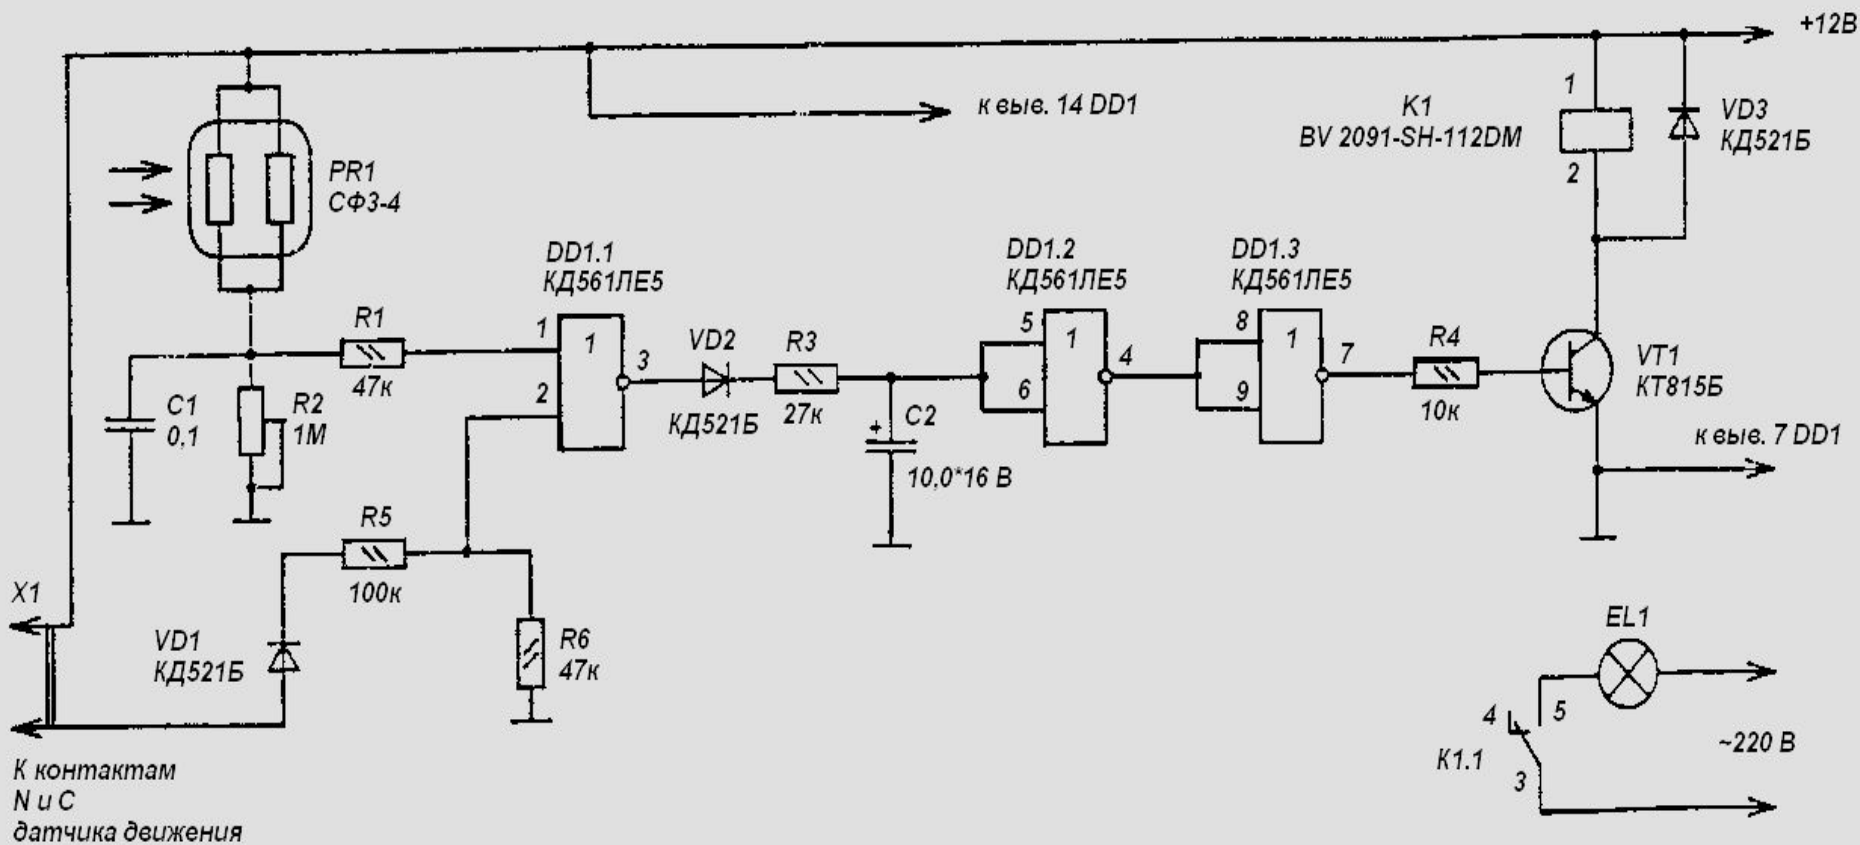 +12В
к выв. 14 DD1
1
K1
BV 2091-SH-112DM
2
VD3
КД521Б
PR1
СФ3-4
DD1.1
КД561ЛЕ5
DD1.2
КД561ЛЕ5
DD1.3
КД561ЛЕ5
R1
47к
1
1
2
3
VD2
КД521Б
R3
27к
5
1
6
4
8
1
9
7
R4
10к
VT1
КТ815Б
C1
0,1
R2
1М
+
C2
10,0*16 В
к выв. 7 DD1
R5
100к
X1
VD1
КД521Б
R6
47к
EL1
4
5
K1.1
3
~220 В
К контактам
N и C
датчика движения